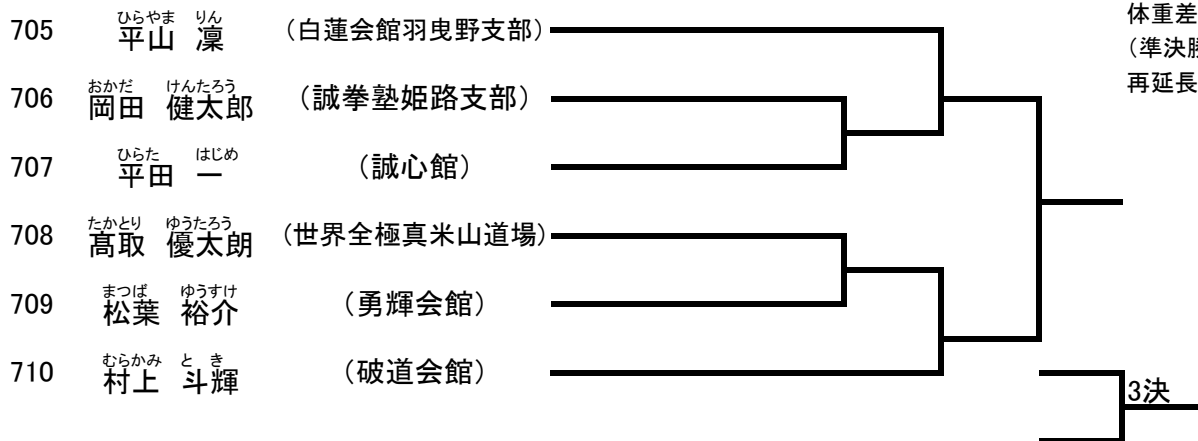 体重差
(準決勝
再延長
ひらやま りん
705 平山 凜 (白蓮会館羽曳野支部)
おかだ けんたろう
706 岡田 健太郎 (誠拳塾姫路支部)
ひらた はじめ
707 平田 一 (誠心館)
たかとり ゆうたろう
708 髙取 優太朗 (世界全極真米山道場)
まつば ゆうすけ
709 松葉 裕介 (勇輝会館)
むらかみ と き
710 村上 斗輝 (破道会館)
3決